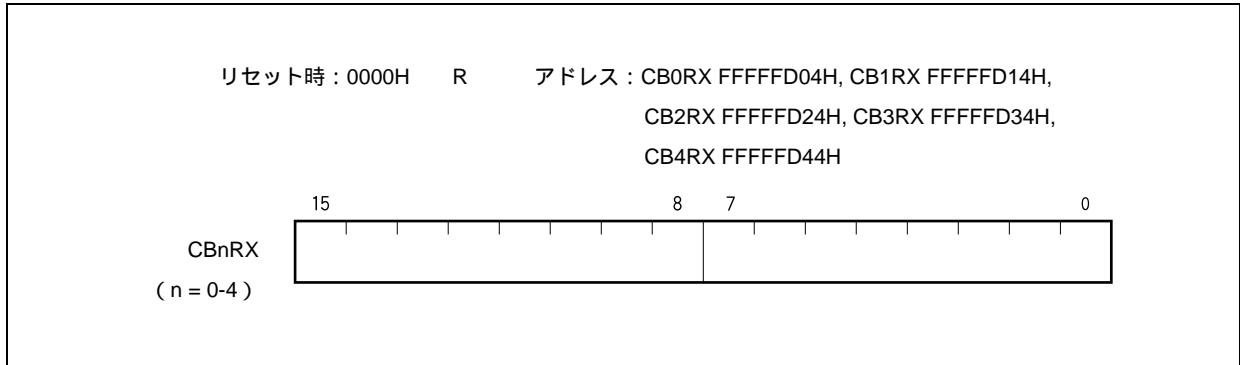 リセット時：0000H R アドレス：CB0RX FFFFFD04H, CB1RX FFFFFD14H,
CB2RX FFFFFD24H, CB3RX FFFFFD34H,
CB4RX FFFFFD44H
15 8 7 0
CBnRX
（n = 0-4）